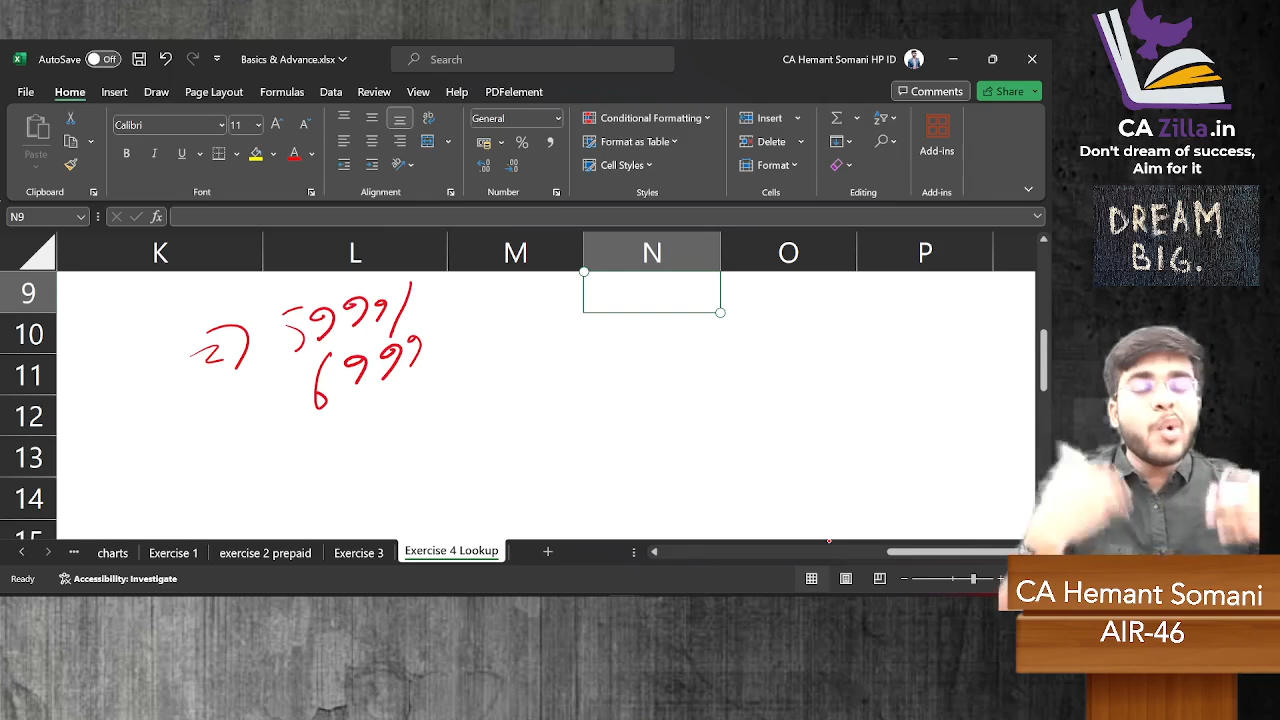 AutoSave Off Basics & Advance.xlsx Search CA Hemant Somani HP ID
File Home Insert Draw Page Layout Formulas Data Review View Help PDFelement Comments Share
Paste
Clipboard
Calibri 11
B I U A
Font
Alignment
General
% ,
Number
Conditional Formatting
Format as Table
Cell Styles
Styles
Insert
Delete
Format
Cells
Editing
Add-ins
Add-ins
N9 fx
K L M N O P
9
10
11
12
13
14
15
5999/
6999
charts Exercise 1 exercise 2 prepaid Exercise 3 Exercise 4 Lookup
Ready Accessibility: Investigate
CA Zilla.in
Don't dream of success,
Aim for it
DREAM
BIG.
CA Hemant Somani
AIR-46